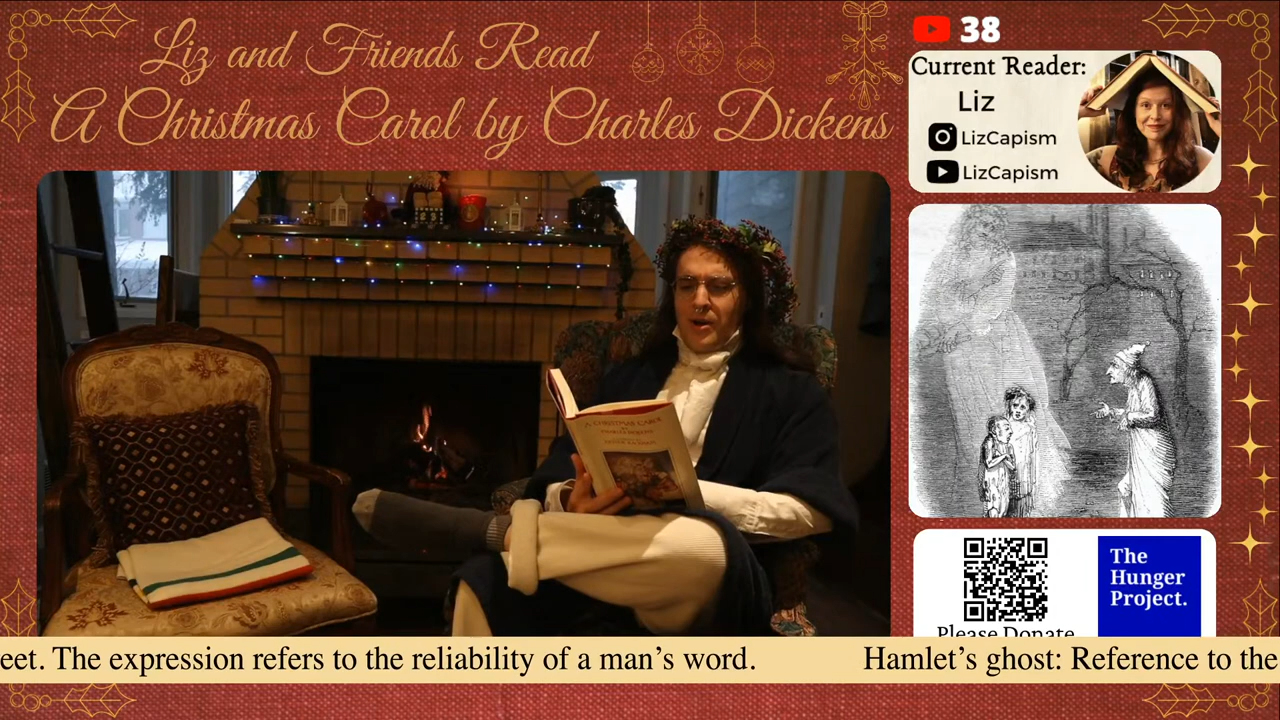 Liz and Friends Read
A Christmas Carol by Charles Dickens
38
Current Reader:
Liz
LizCapism
LizCapism
A CHRISTMAS CAROL
The
Hunger
Project.
Please Donate
eet. The expression refers to the reliability of a man’s word. Hamlet’s ghost: Reference to the